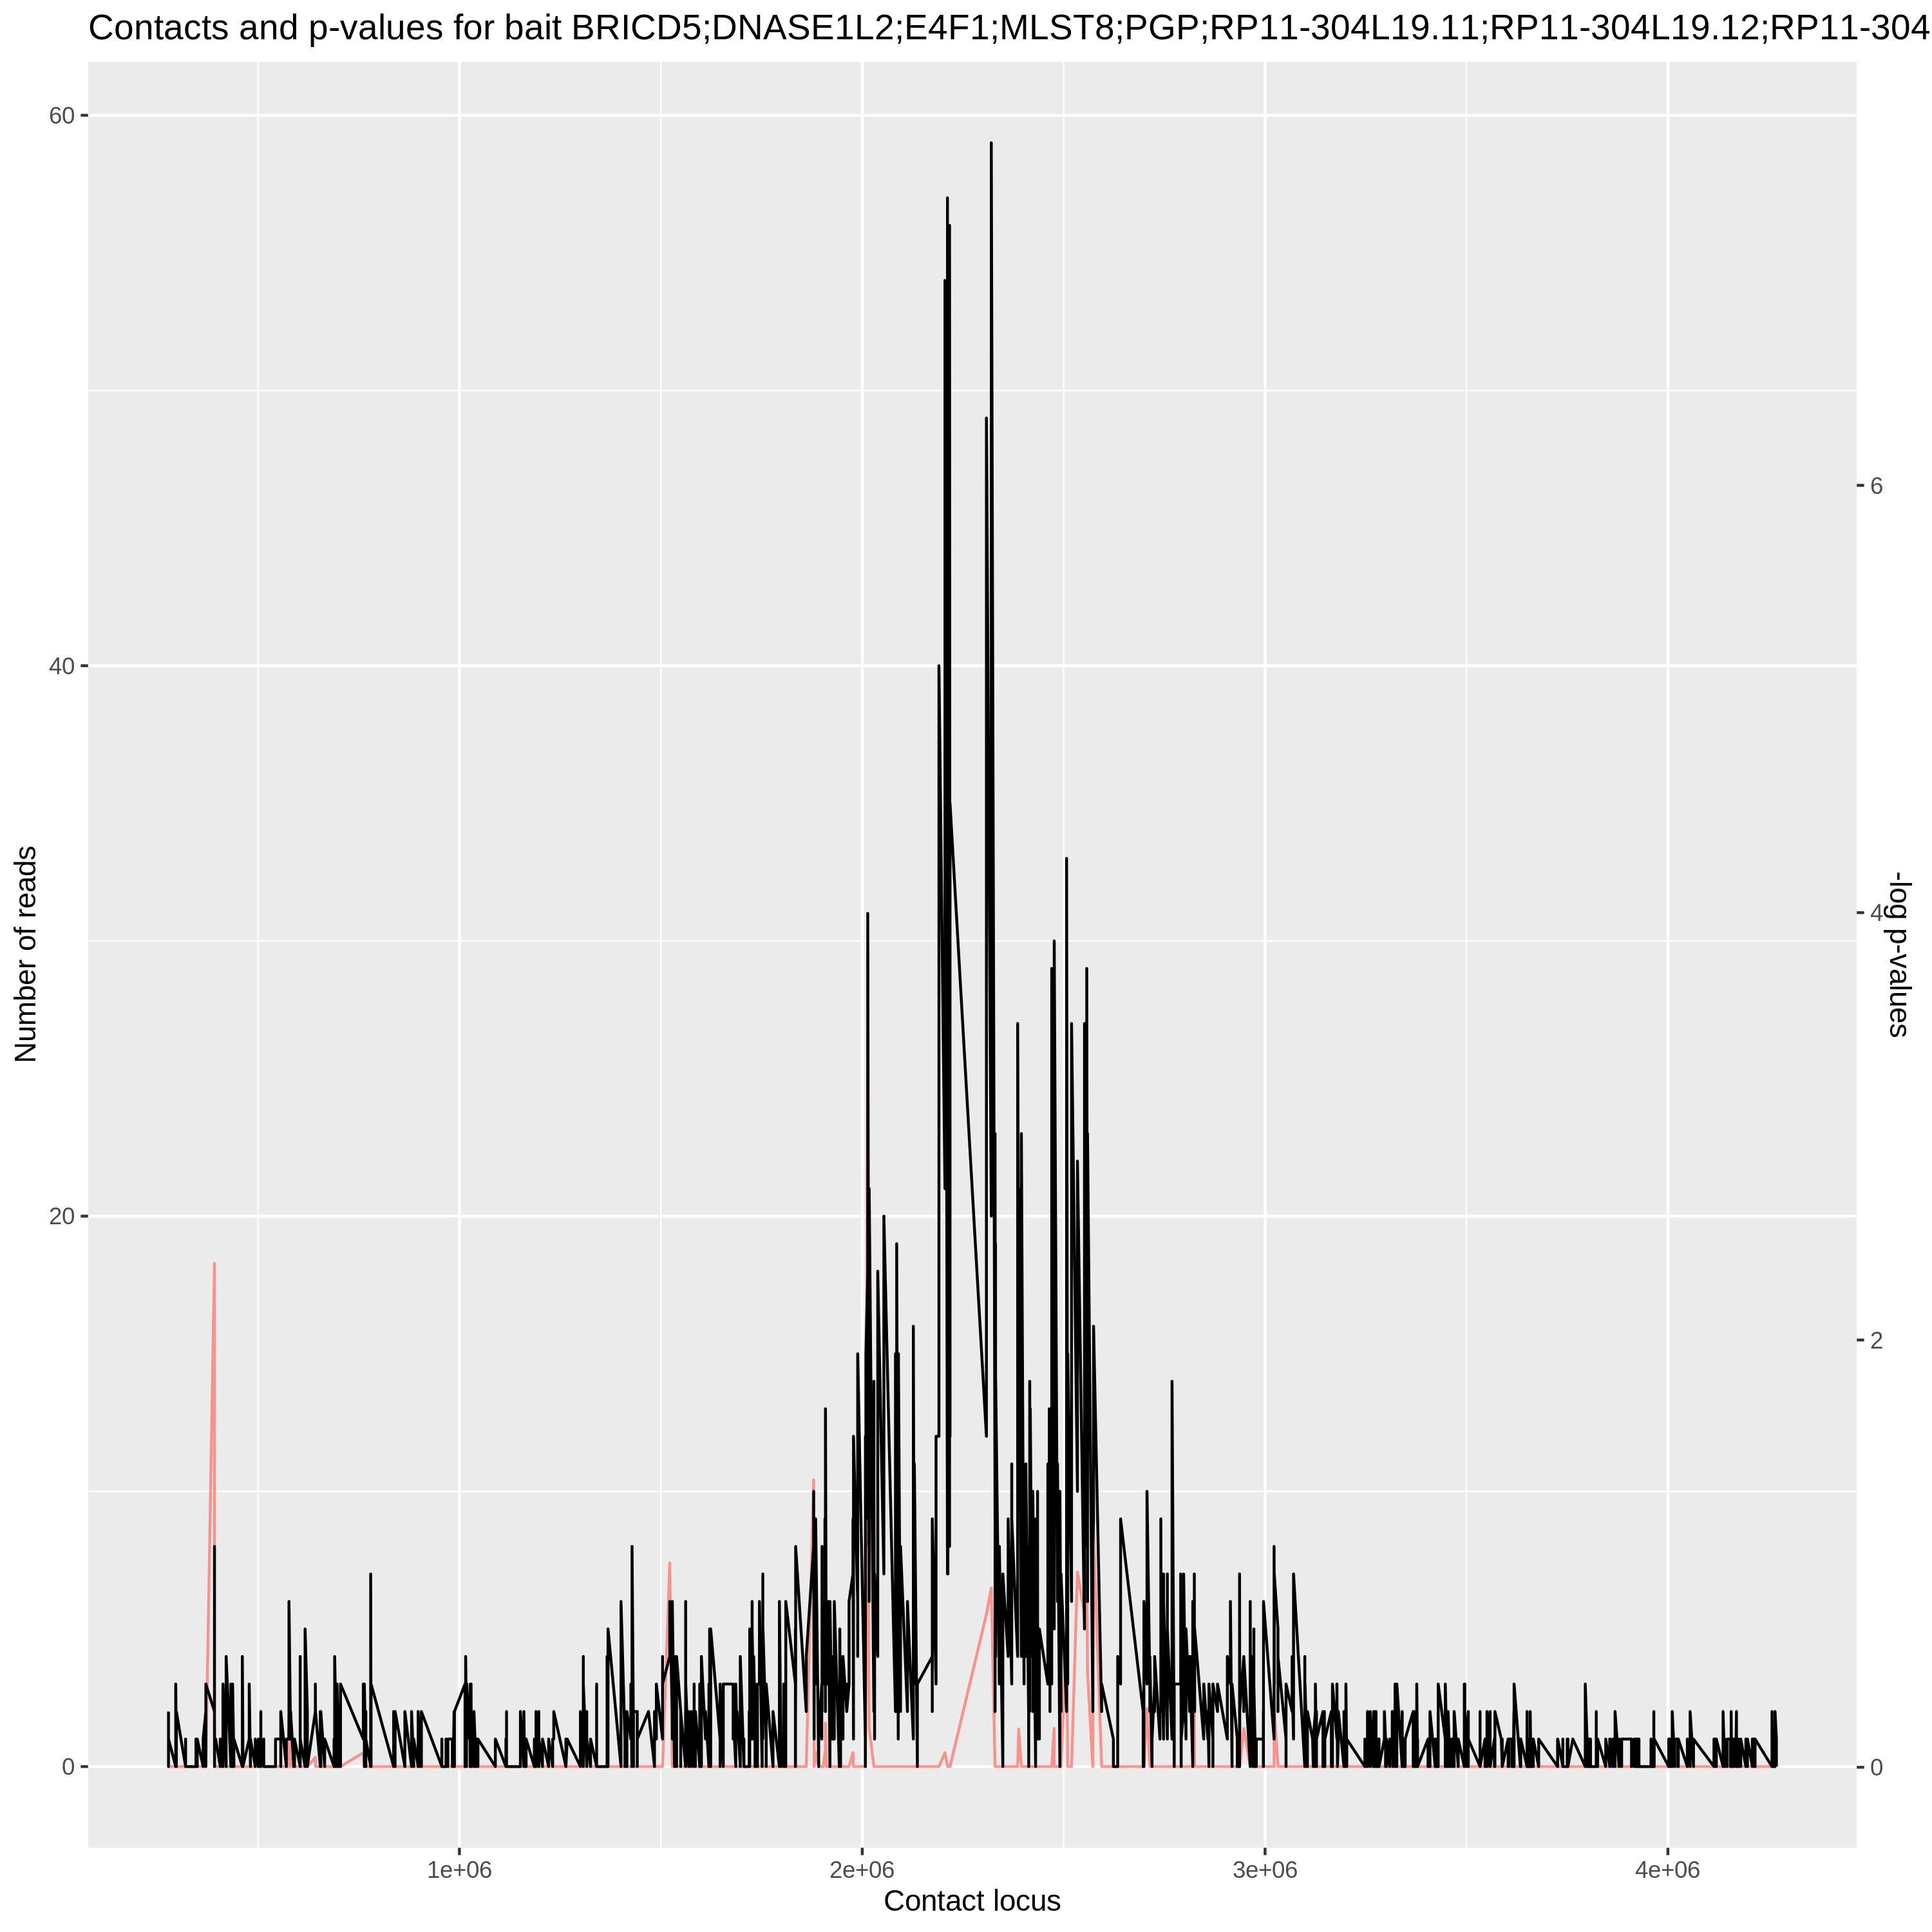 Contacts and p-values for bait BRICD5;DNASE1L2;E4F1;MLST8;PGP;RP11-304L19.11;RP11-304L19.12;RP11-304
60
40
20
0
Number of reads
6
4
2
0
-log p-values
1e+06 2e+06 3e+06 4e+06
Contact locus